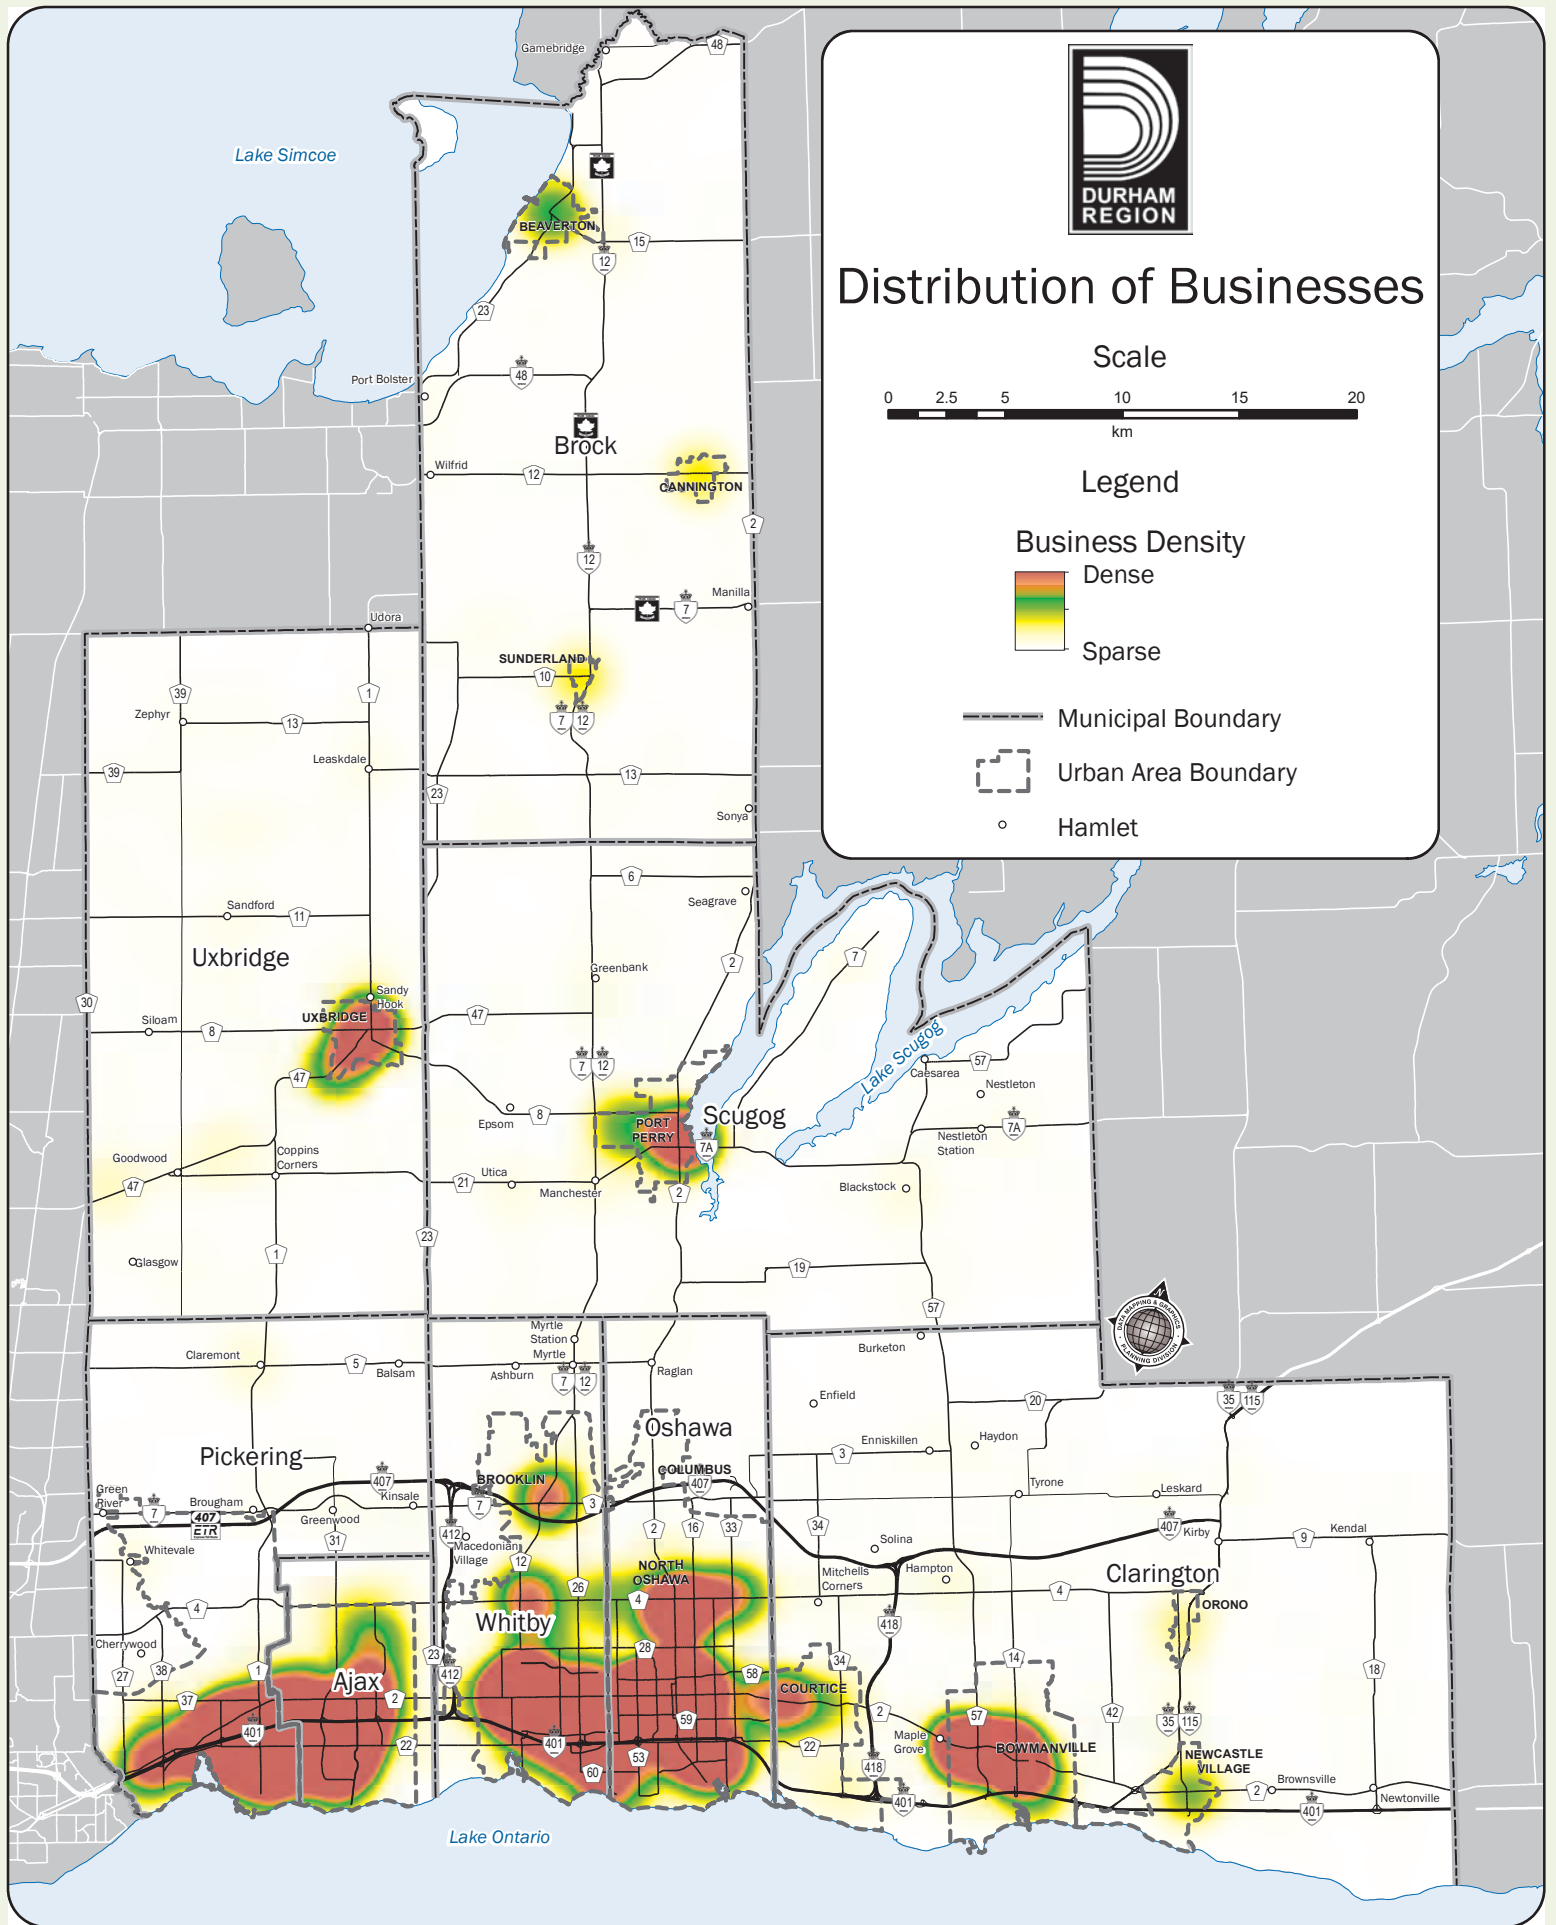 DURHAM
REGION
Distribution of Businesses
Scale
0 2.5 5 10 15 20
km
Legend
Business Density
Dense
Sparse
Municipal Boundary
Urban Area Boundary
Hamlet
Gamebridge
48
Lake Simcoe
BEAVERTON
15
12
23
48
Port Bolster
Brock
Wilfrid
12
CANNINGTON
2
12
Manilla
7
Udora
SUNDERLAND
10
39
1
7 12
Zephyr
13
Leaskdale
39
13
23
Sonya
6
Seagrave
Sandford
11
Uxbridge
2
7
Greenbank
Sandy
Hook
30
UXBRIDGE
Siloam
8
47
Lake Scugog
57
Caesarea
7 12
47
Nestleton
Epsom
8
Scugog
PORT
PERRY
7A
7A
Nestleton
Station
Goodwood
Coppins
Corners
47
21
Utica
Manchester
2
Blackstock
23
1
Glasgow
19
57
N
DATA MAPPING & GRAPHICS
PLANNING DIVISION
Myrtle
Station
Myrtle
Claremont
5
Balsam
Ashburn
7 12
Raglan
Burketon
Enfield
20
35 115
Oshawa
Pickering
3
Enniskillen
Haydon
407
BROOKLIN
COLUMBUS
407
Tyrone
Leskard
Green
River
7
Brougham
407
ETR
Kinsale
7
3
Greenwood
31
412
Macedonian
Village
2 16 33
34
Solina
407
Kirby
9
Kendal
Whitevale
12
26
NORTH
OSHAWA
Mitchells
Corners
Hampton
Clarington
4
4
4
ORONO
Whitby
418
Cherrywood
28
27 38
1
Ajax
23
412
58
34
14
18
COURTICE
37
2
59
2
57
42
35 115
401
22
401
53
22
Maple
Grove
BOWMANVILLE
NEWCASTLE
VILLAGE
60
418
401
2
Brownsville
401
Newtonville
Lake Ontario